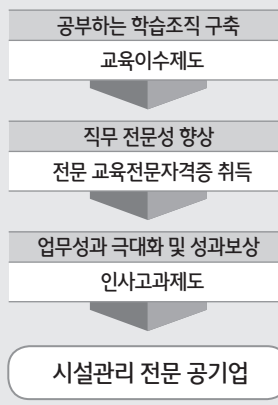 공부하는 학습조직 구축
교육이수제도
직무 전문성 향상
전문 교육전문자격증 취득
업무성과 극대화 및 성과보상
인사고과제도
시설관리 전문 공기업